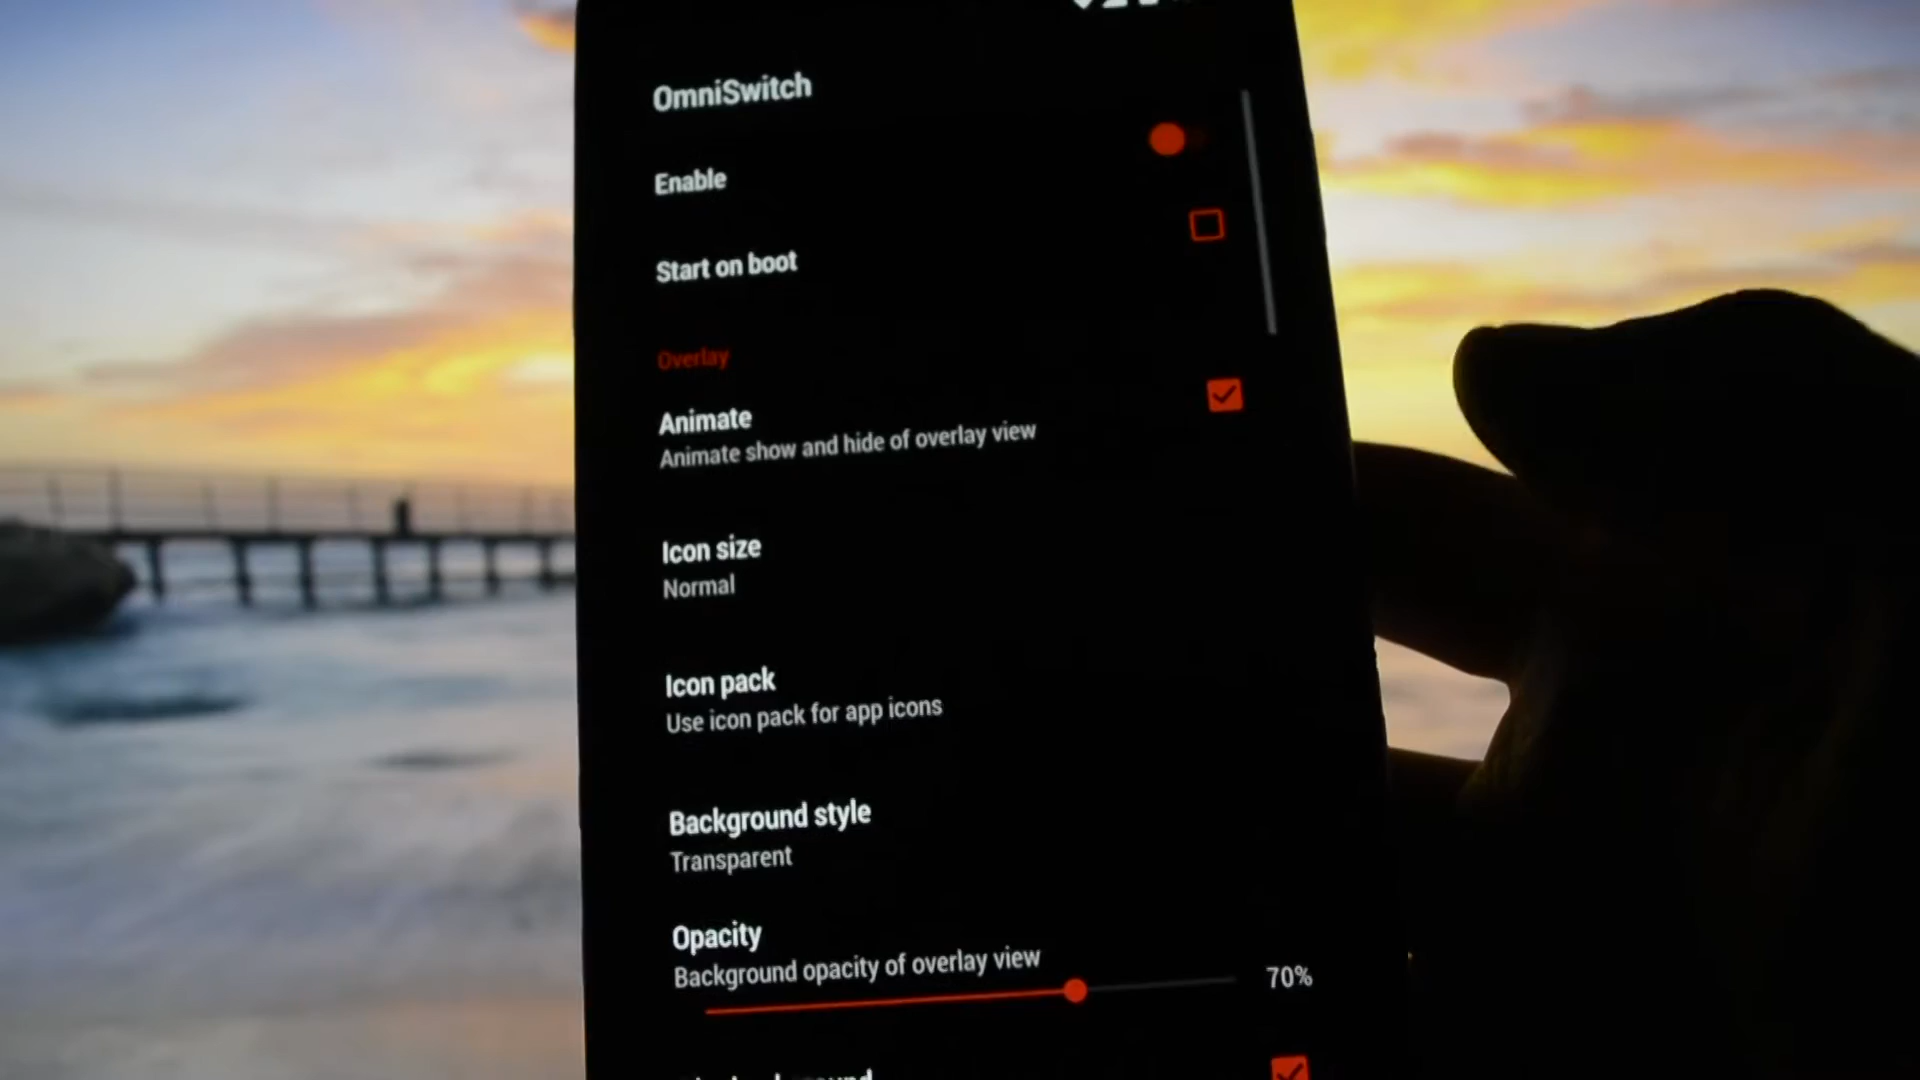 OmniSwitch
Enable
Start on boot
Overlay
Animate
Animate show and hide of overlay view
Icon size
Normal
Icon pack
Use icon pack for app icons
Background style
Transparent
Opacity
Background opacity of overlay view
70%